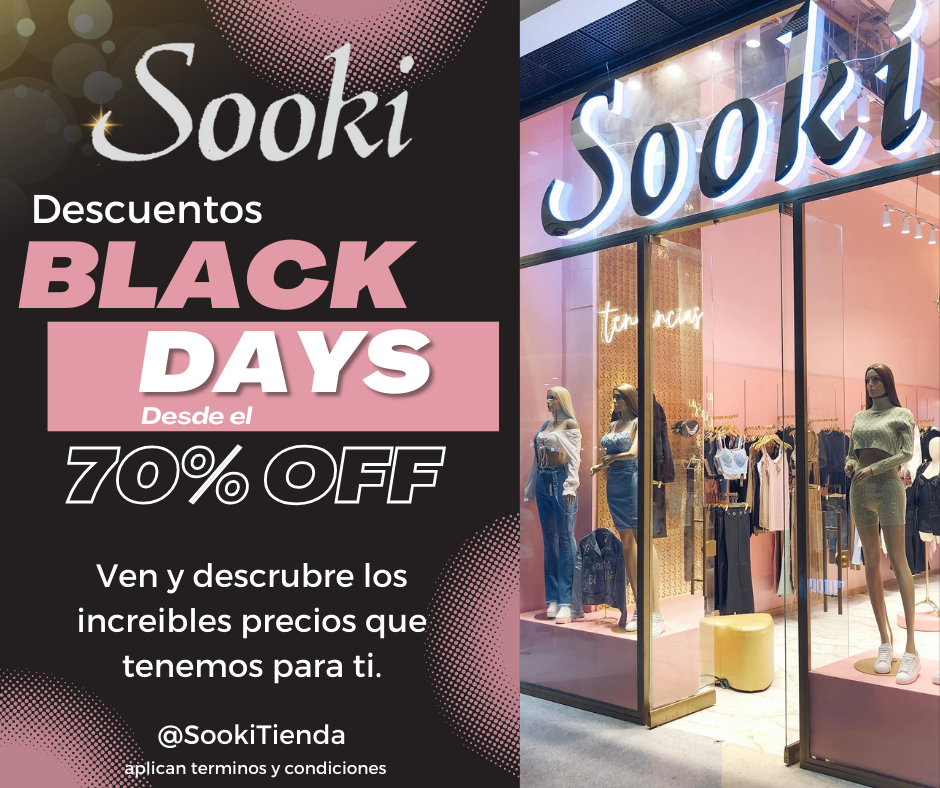 Sooki
Descuentos
BLACK
DAYS
Desde el
70% OFF
Ven y descrubre los
increibles precios que
tenemos para ti.
@SookiTienda
aplican terminos y condiciones
Sooki
tendencias